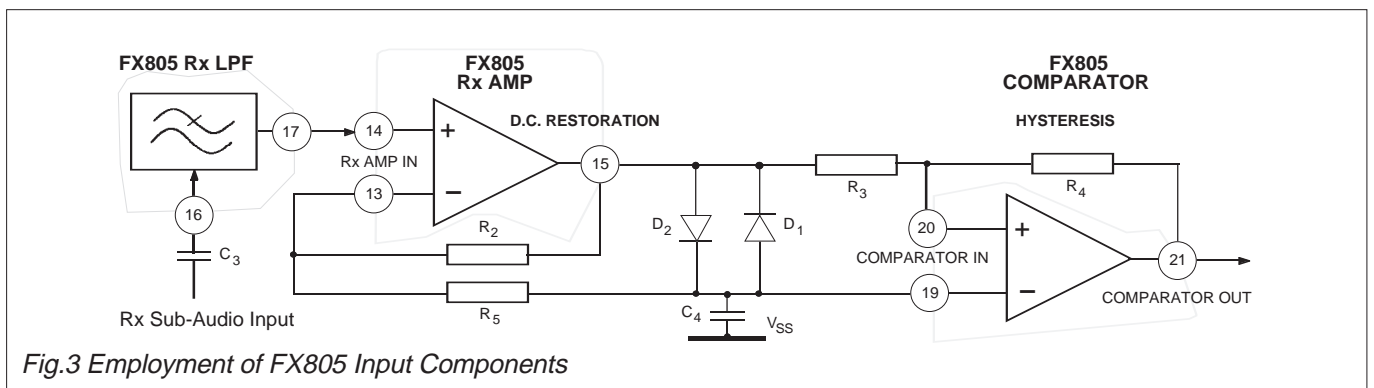 FX805 Rx LPF
FX805
Rx AMP
FX805
COMPARATOR
D.C. RESTORATION
HYSTERESIS
17
14
+
15
Rx AMP IN
R3
R4
13
−
16
D2
D1
20
+
R2
C3
COMPARATOR IN
21
19
−
COMPARATOR OUT
R5
C4
VSS
Rx Sub-Audio Input
Fig.3 Employment of FX805 Input Components